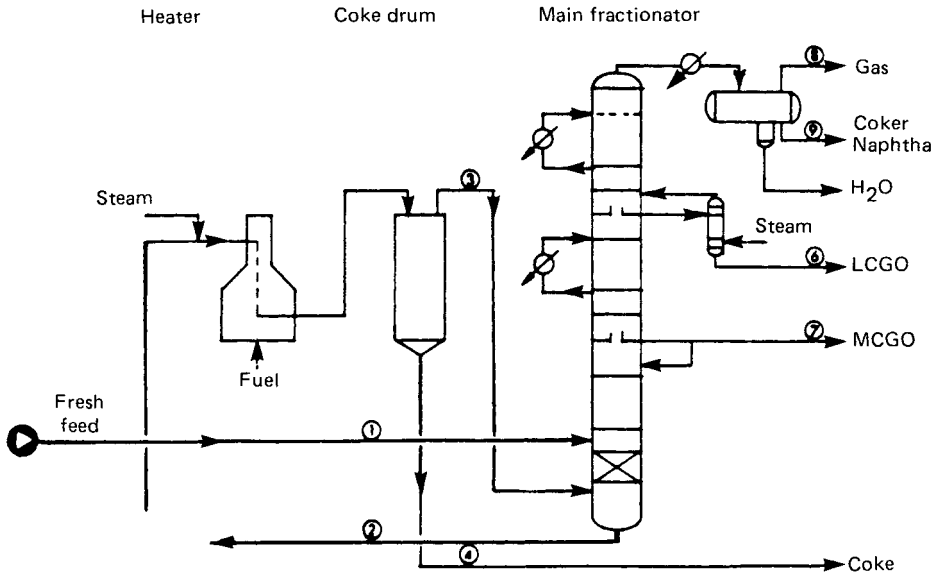 Heater
Coke drum
Main fractionator
⑧
Gas
⑨
Coker
Naphtha
H₂O
③
Steam
Steam
⑥
LCGO
⑦
MCGO
Fuel
Fresh
feed
①
②
④
Coke